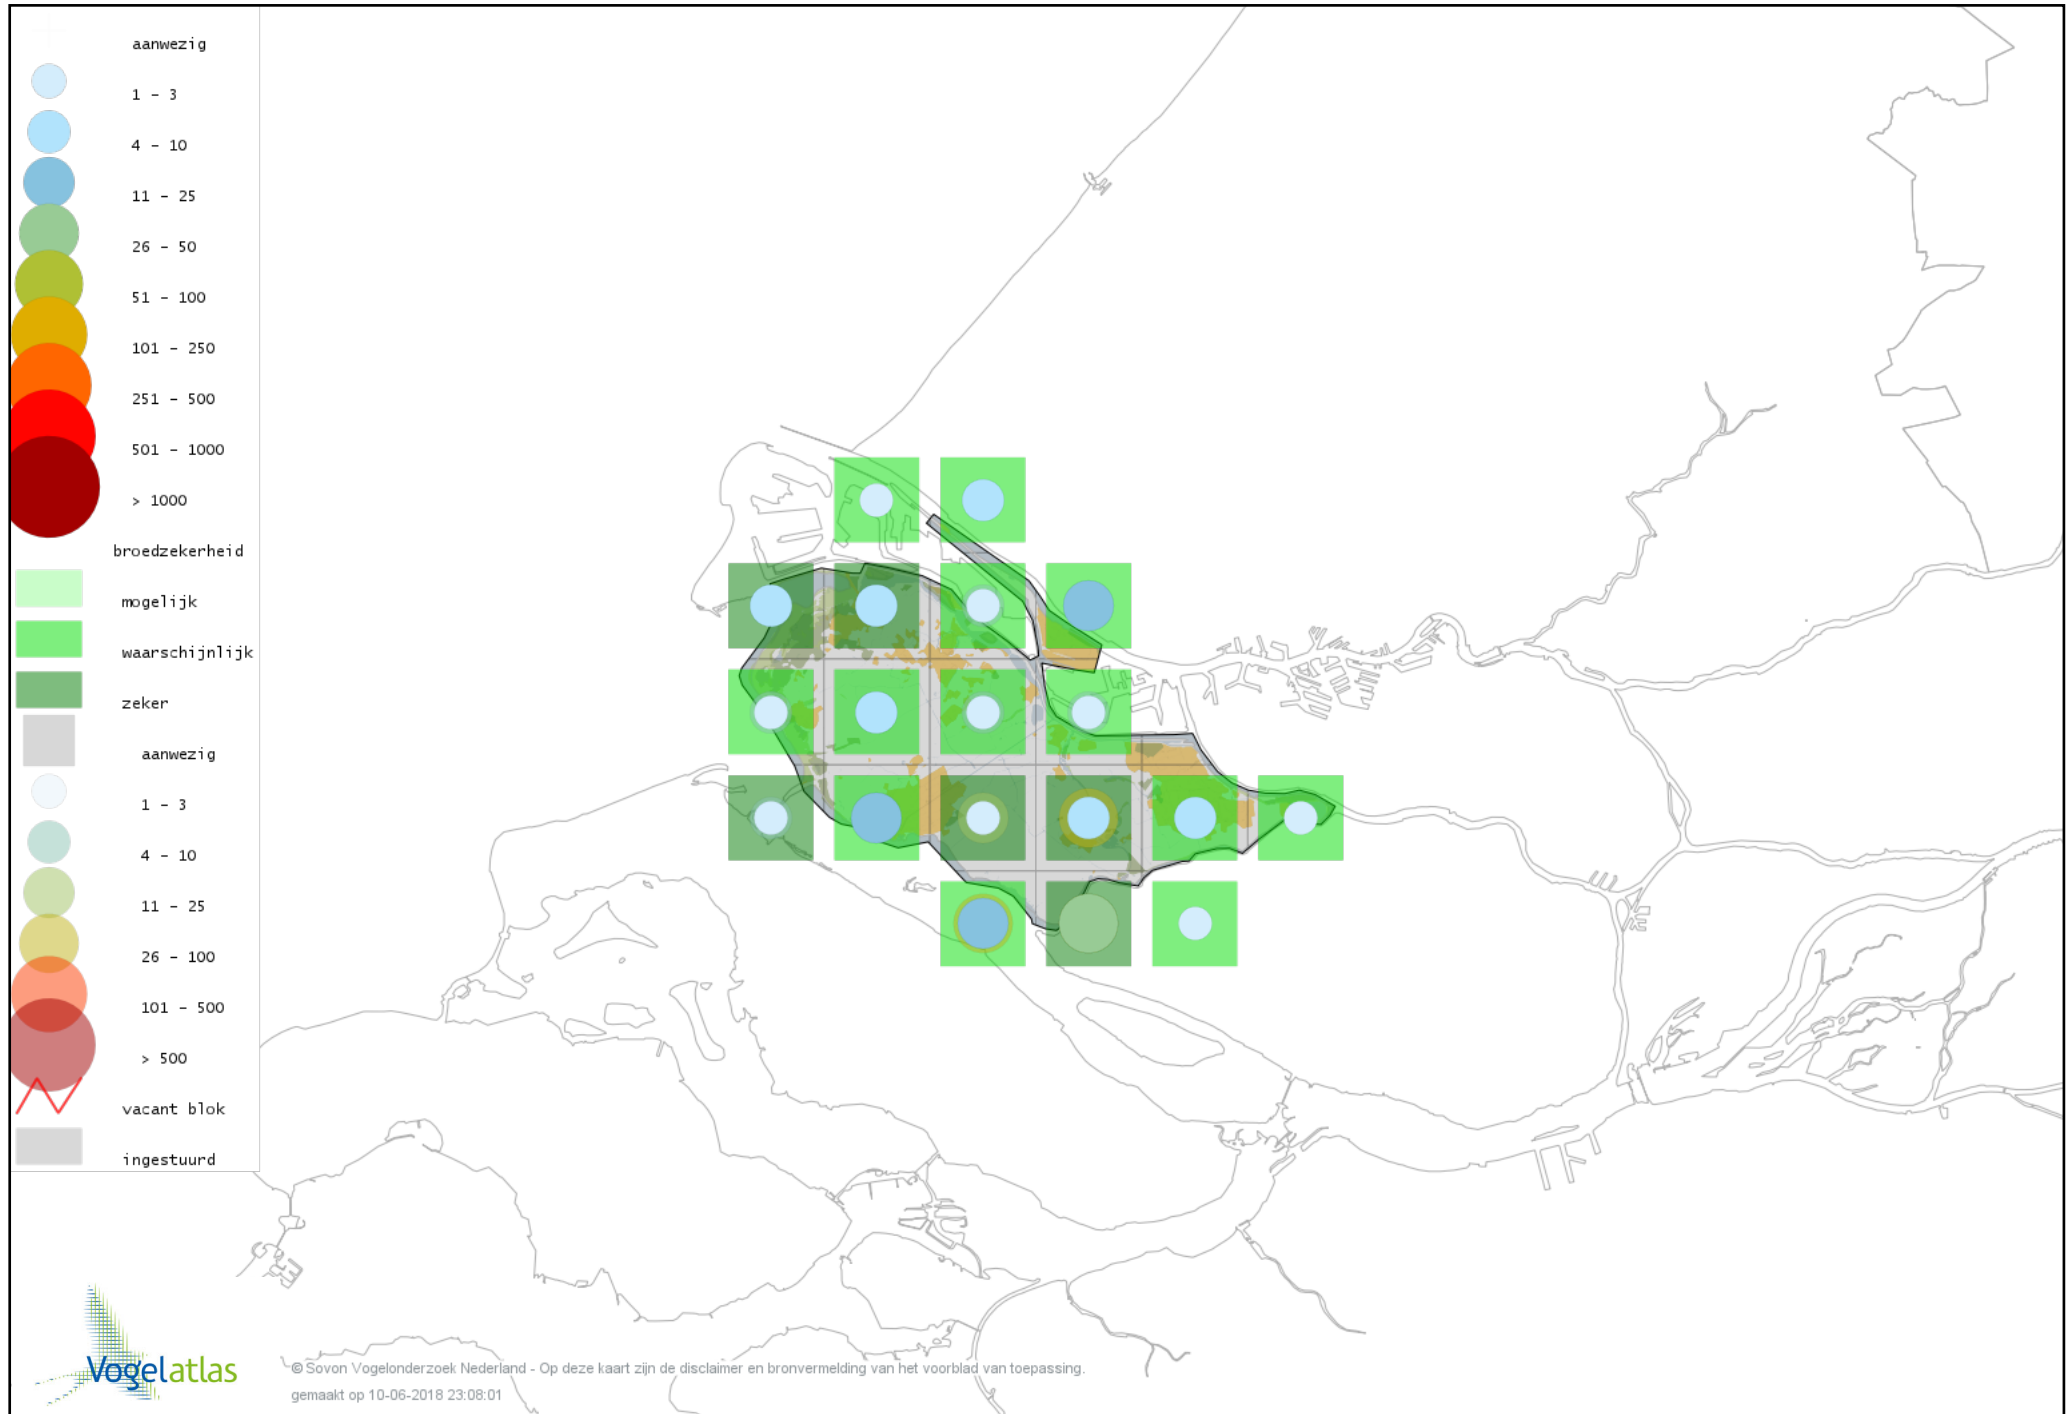 aanwezig
1 - 3
4 - 10
11 - 25
26 - 50
51 - 100
101 - 250
251 - 500
501 - 1000
> 1000
broedzekerheid
mogelijk
waarschijnlijk
zeker
aanwezig
1 - 3
4 - 10
11 - 25
26 - 100
101 - 500
> 500
vacant blok
ingestuurd
Vogelatlas
© Sovon Vogelonderzoek Nederland - Op deze kaart zijn de disclaimer en bronvermelding van het voorblad van toepassing.
gemaakt op 10-06-2018 23:08:01